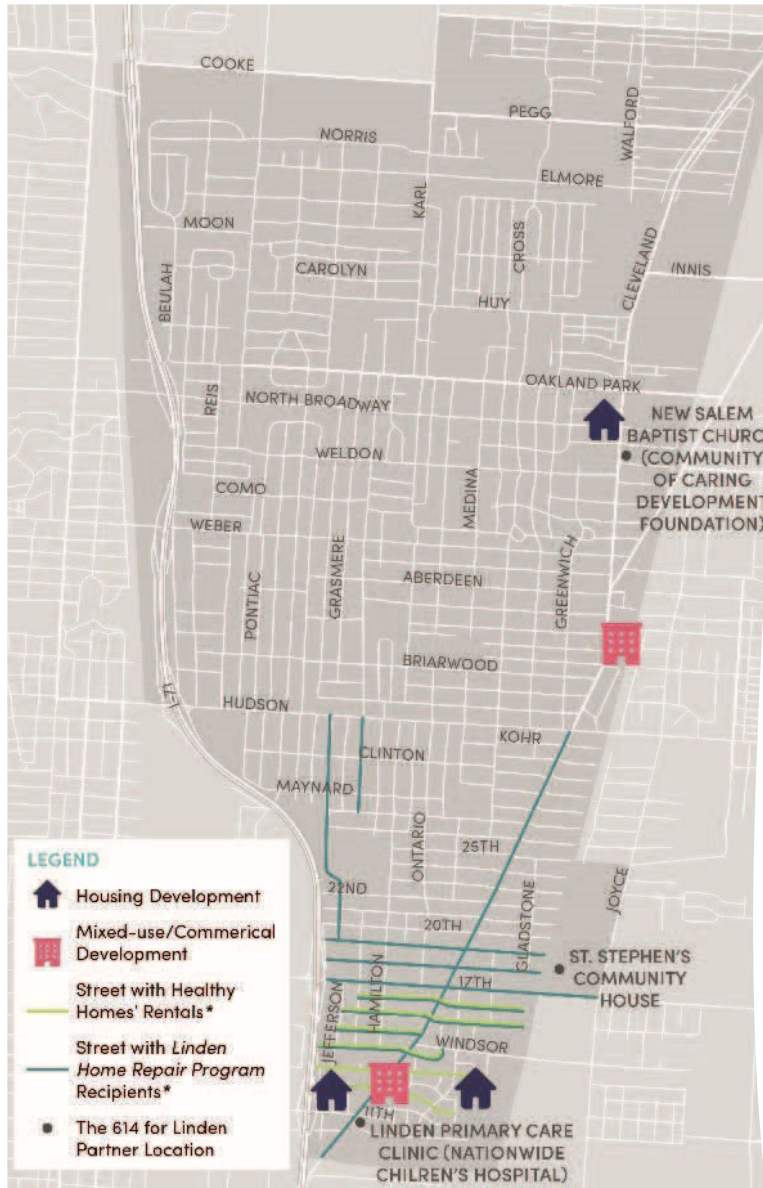 COOKE
PEGG
WALFORD
NORRIS
ELMORE
KARL
MOON
CROSS
CAROLYN
INNIS
BEULAH
CLEVELAND
HUY
OAKLAND PARK
REIS
NORTH BROADWAY
NEW SALEM
BAPTIST CHURC
(COMMUNITY
OF CARING
DEVELOPMENT
FOUNDATION)
WELDON
MEDINA
COMO
WEBER
GRASMERE
GREENWICH
ABERDEEN
PONTIAC
BRIARWOOD
I-71
HUDSON
KOHR
CLINTON
MAYNARD
ONTARIO
25TH
LEGEND
Housing Development
Mixed-use/Commerical
Development
Street with Healthy
Homes' Rentals*
Street with Linden
Home Repair Program
Recipients*
The 614 for Linden
Partner Location
22ND
JOYCE
20TH
GLADSTONE
ST. STEPHEN'S
COMMUNITY
HOUSE
17TH
HAMILTON
JEFFERSON
WINDSOR
11TH
LINDEN PRIMARY CARE
CLINIC (NATIONWIDE
CHILREN'S HOSPITAL)